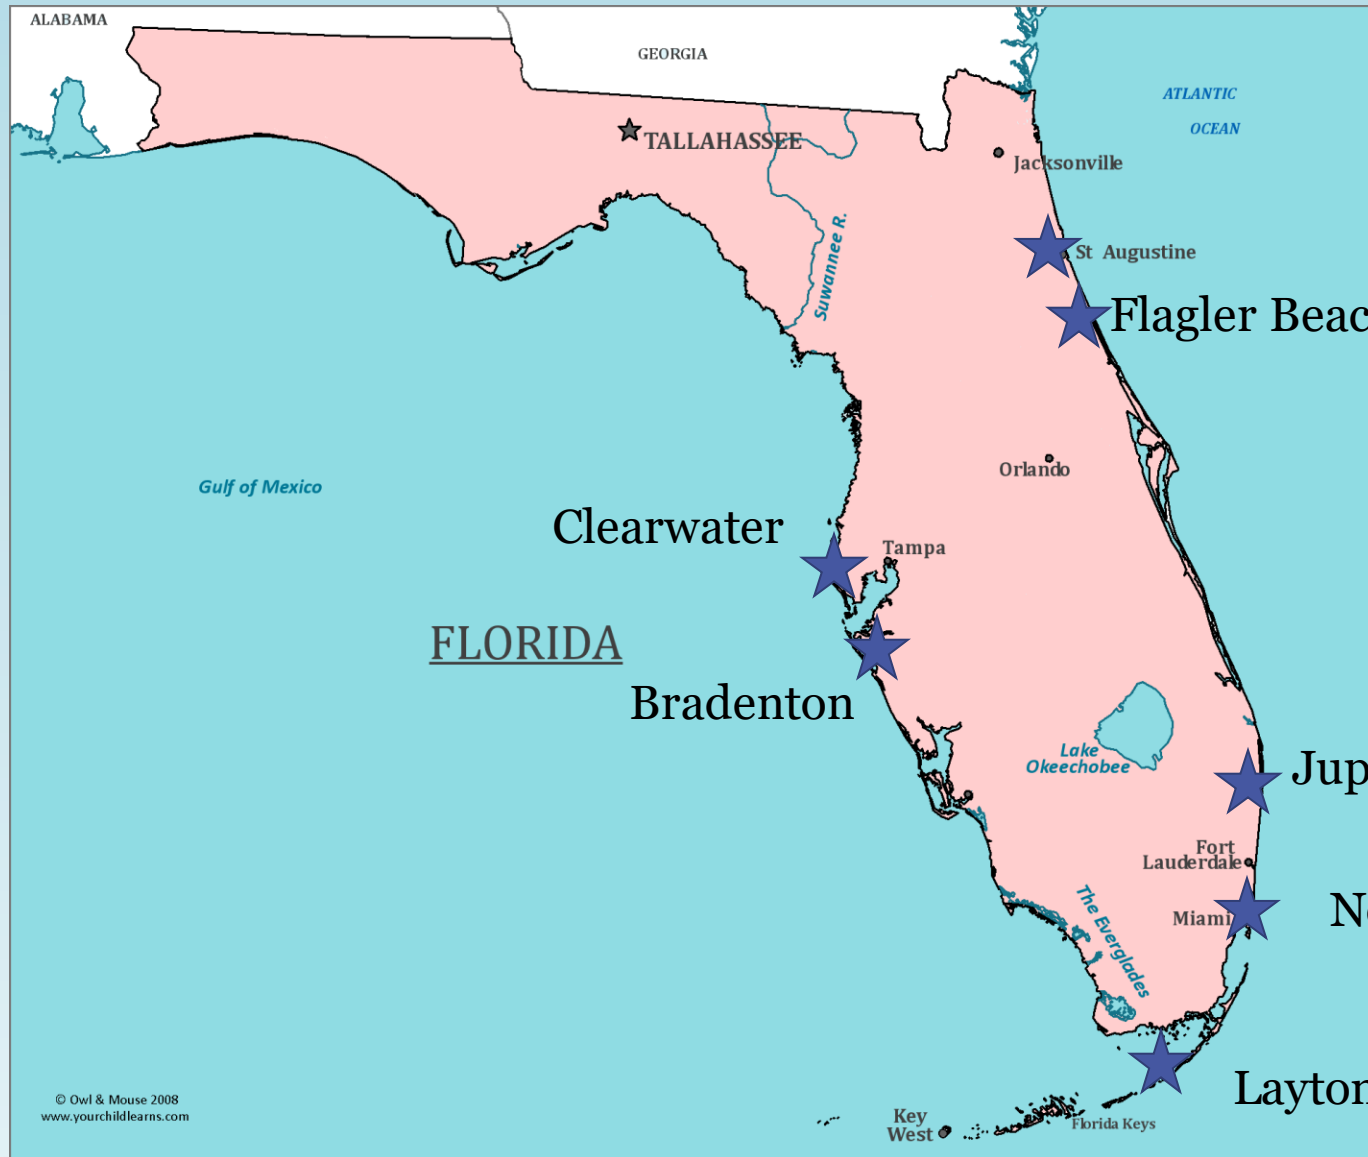 ALABAMA
GEORGIA
ATLANTIC
OCEAN
TALLAHASSEE
Jacksonville
Suwannee R.
St Augustine
Flagler Beac
Gulf of Mexico
Orlando
Clearwater
Tampa
FLORIDA
Bradenton
Lake
Okeechobee
Jup
Fort
Lauderdale
Miami
The Everglades
Layton
© Owl & Mouse 2008
www.yourchildlearns.com
Key
West
Florida Keys